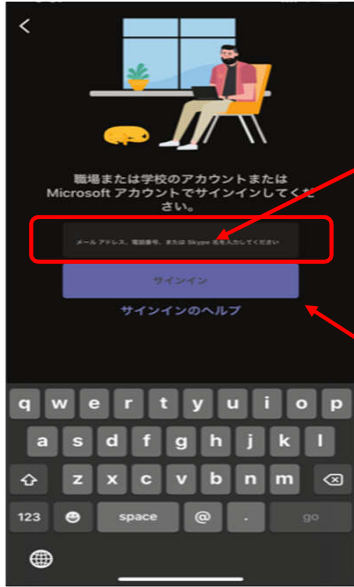 職場または学校のアカウントまたは
Microsoft アカウントでサインインしてくだ
さい。
メール アドレス、電話番号、または Skype 名を入力してください
サインイン
サインインのヘルプ
q w e r t y u i o p
a s d f g h j k l
z x c v b n m
123 space @ . go